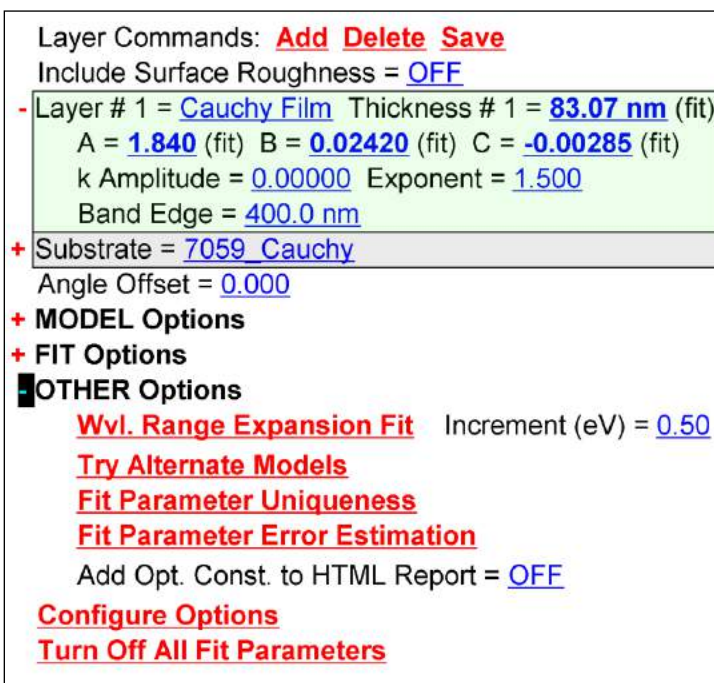 Layer Commands: Add Delete Save
Include Surface Roughness = OFF
- Layer # 1 = Cauchy Film Thickness # 1 = 83.07 nm (fit)
A = 1.840 (fit) B = 0.02420 (fit) C = -0.00285 (fit)
k Amplitude = 0.00000 Exponent = 1.500
Band Edge = 400.0 nm
+ Substrate = 7059_Cauchy
Angle Offset = 0.000
+ MODEL Options
+ FIT Options
- OTHER Options
Wvl. Range Expansion Fit Increment (eV) = 0.50
Try Alternate Models
Fit Parameter Uniqueness
Fit Parameter Error Estimation
Add Opt. Const. to HTML Report = OFF
Configure Options
Turn Off All Fit Parameters